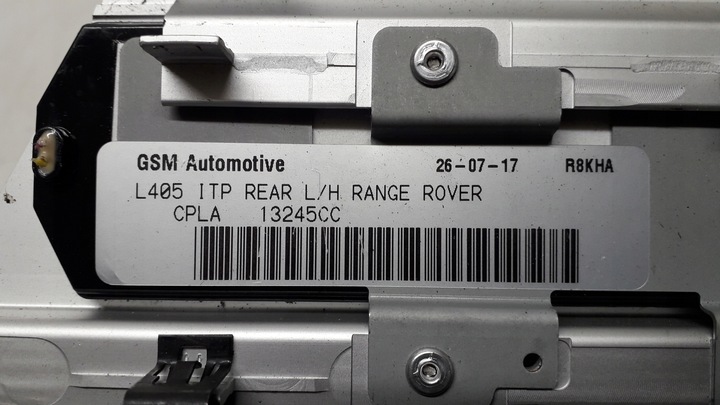 GSM Automotive 26-07-17 R8KHA
L405 ITP REAR L/H RANGE ROVER
CPLA 13245CC